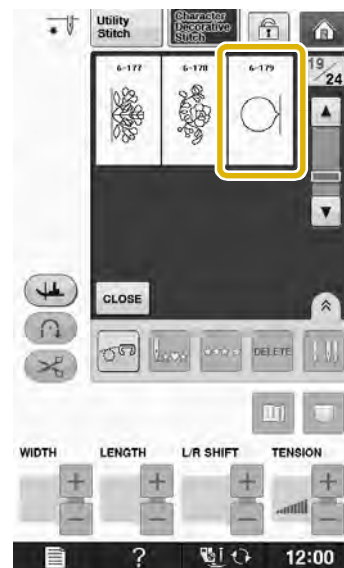 Utility
Stitch
Character
Decorative
Stitch
6-177
6-178
6-179
19
24
CLOSE
DELETE
WIDTH
LENGTH
L/R SHIFT
TENSION
?
12:00